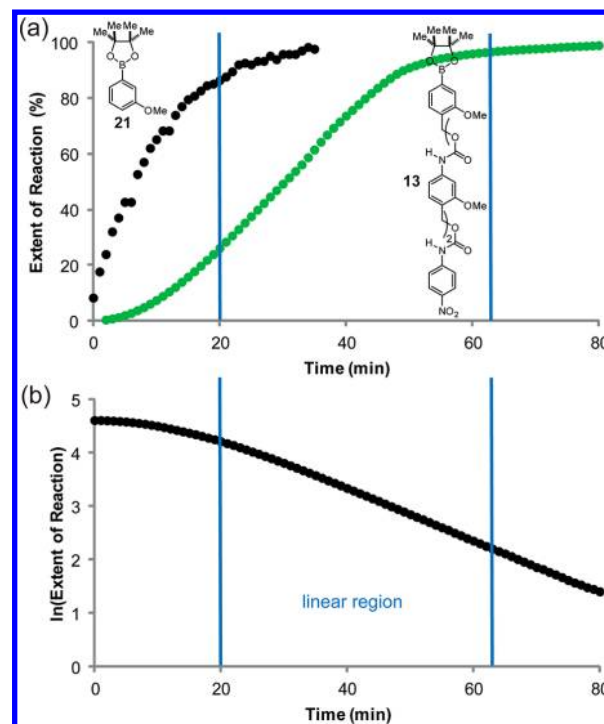 (a)
Me Me Me Me
O O
B
OMe
21
Me Me Me Me
O O
B
OMe
O
H N O
13
OMe
2 O
H N O
NO2
100
80
60
40
20
0
Extent of Reaction (%)
0 20 40 60 80
Time (min)
(b)
5
4
3
2
1
0
ln(Extent of Reaction)
linear region
0 20 40 60 80
Time (min)